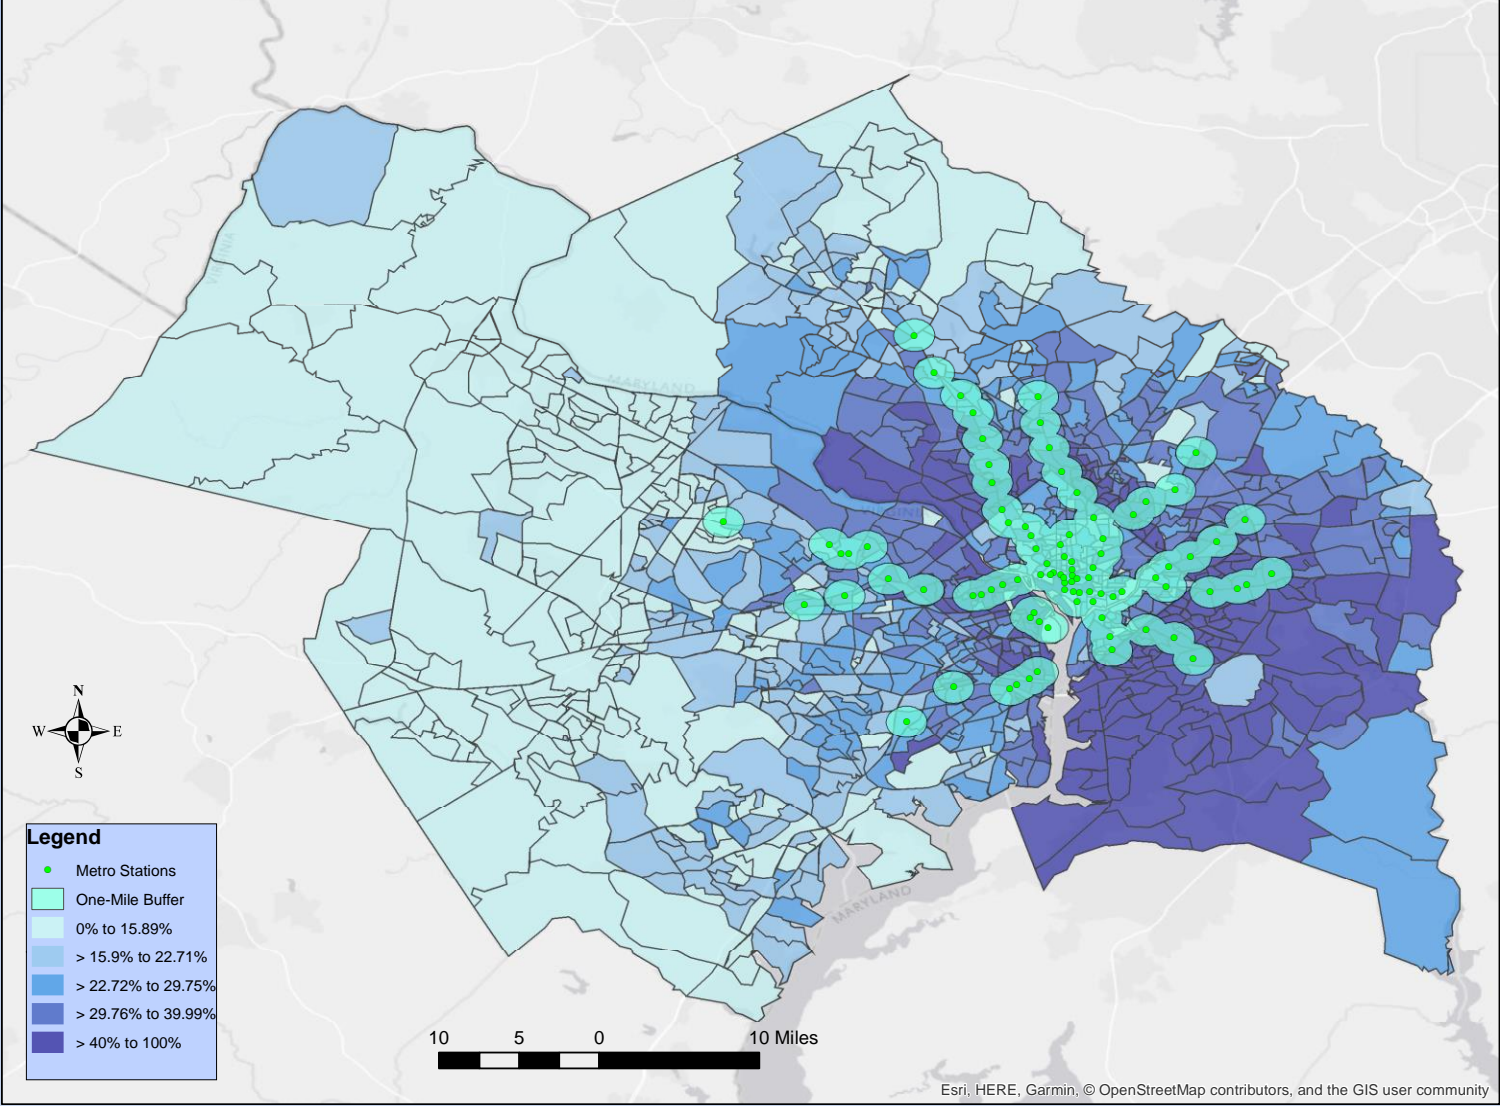 VIRGINIA
MARYLAND
VIRGINI
N
W E
S
MARYLAND
Legend
Metro Stations
One-Mile Buffer
0% to 15.89%
> 15.9% to 22.71%
> 22.72% to 29.75%
> 29.76% to 39.99%
> 40% to 100%
10 5 0 10 Miles
Esri, HERE, Garmin, © OpenStreetMap contributors, and the GIS user community